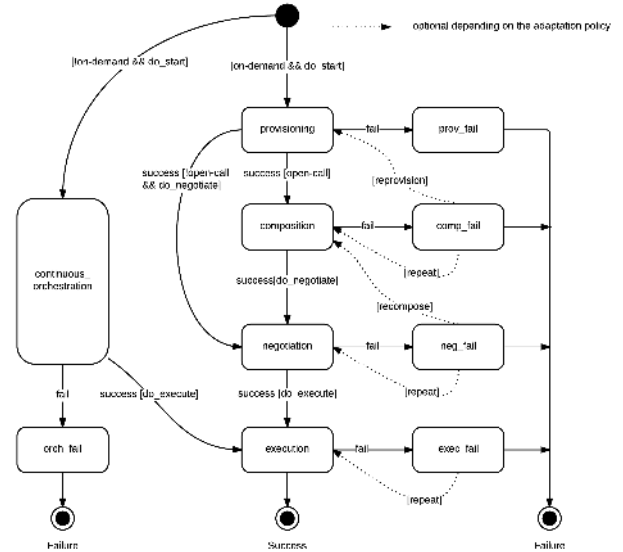 optional depending on the adaptation policy
[!on-demand && do_start]
[on-demand && do_start]
provisioning
fail
prov_fail
success [!open-call
&& do_negotiate]
success [open-call]
[reprovision]
composition
fail
comp_fail
continuous_
orchestration
[repeat]
success[do_negotiate]
[recompose]
negotiation
fail
neg_fail
fail
success [do_execute]
success [do_execute]
[repeat]
orch_fail
execution
fail
exec_fail
[repeat]
Failure
Success
Failure